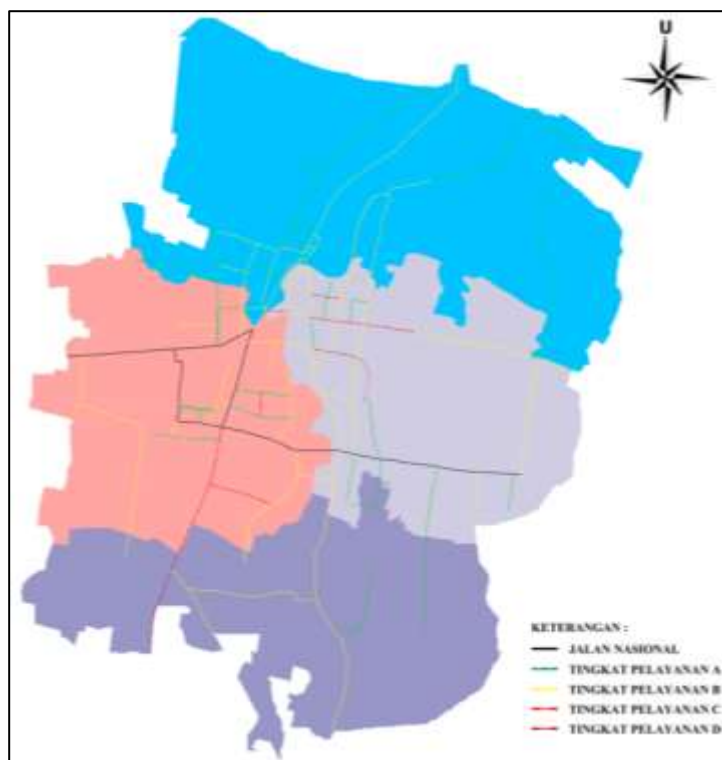 U
KETERANGAN :
JALAN NASIONAL
TINGKAT PELAYANAN A
TINGKAT PELAYANAN B
TINGKAT PELAYANAN C
TINGKAT PELAYANAN D